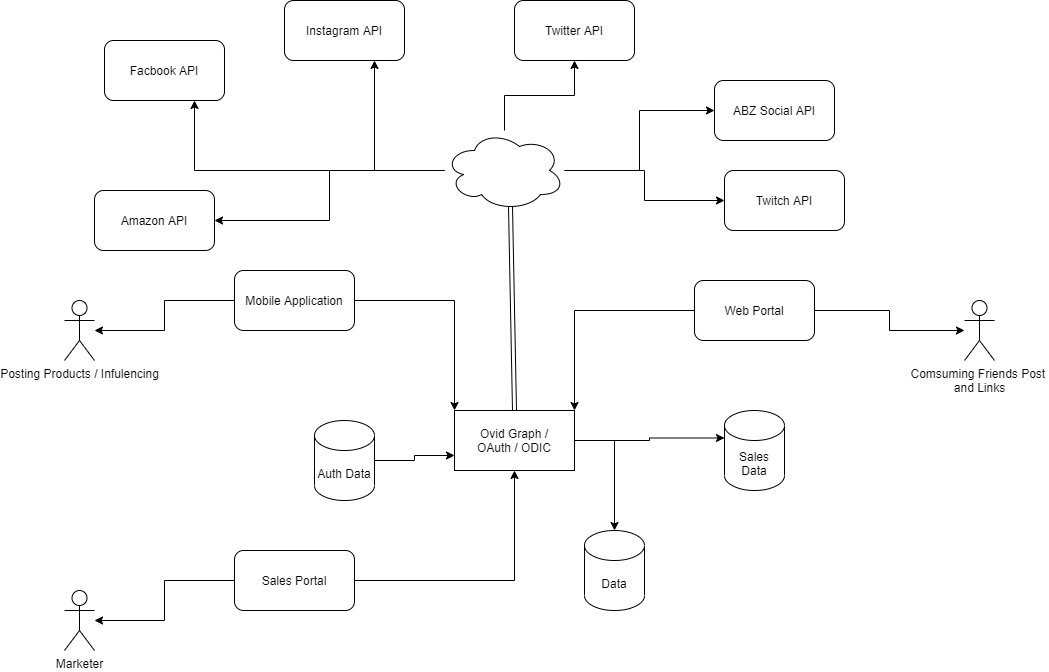 Instagram API
Twitter API
Facbook API
ABZ Social API
Amazon API
Twitch API
Mobile Application
Web Portal
Posting Products / Infulencing
Comsuming Friends Post
and Links
Ovid Graph /
OAuth / ODIC
Auth Data
Sales
Data
Sales Portal
Data
Marketer